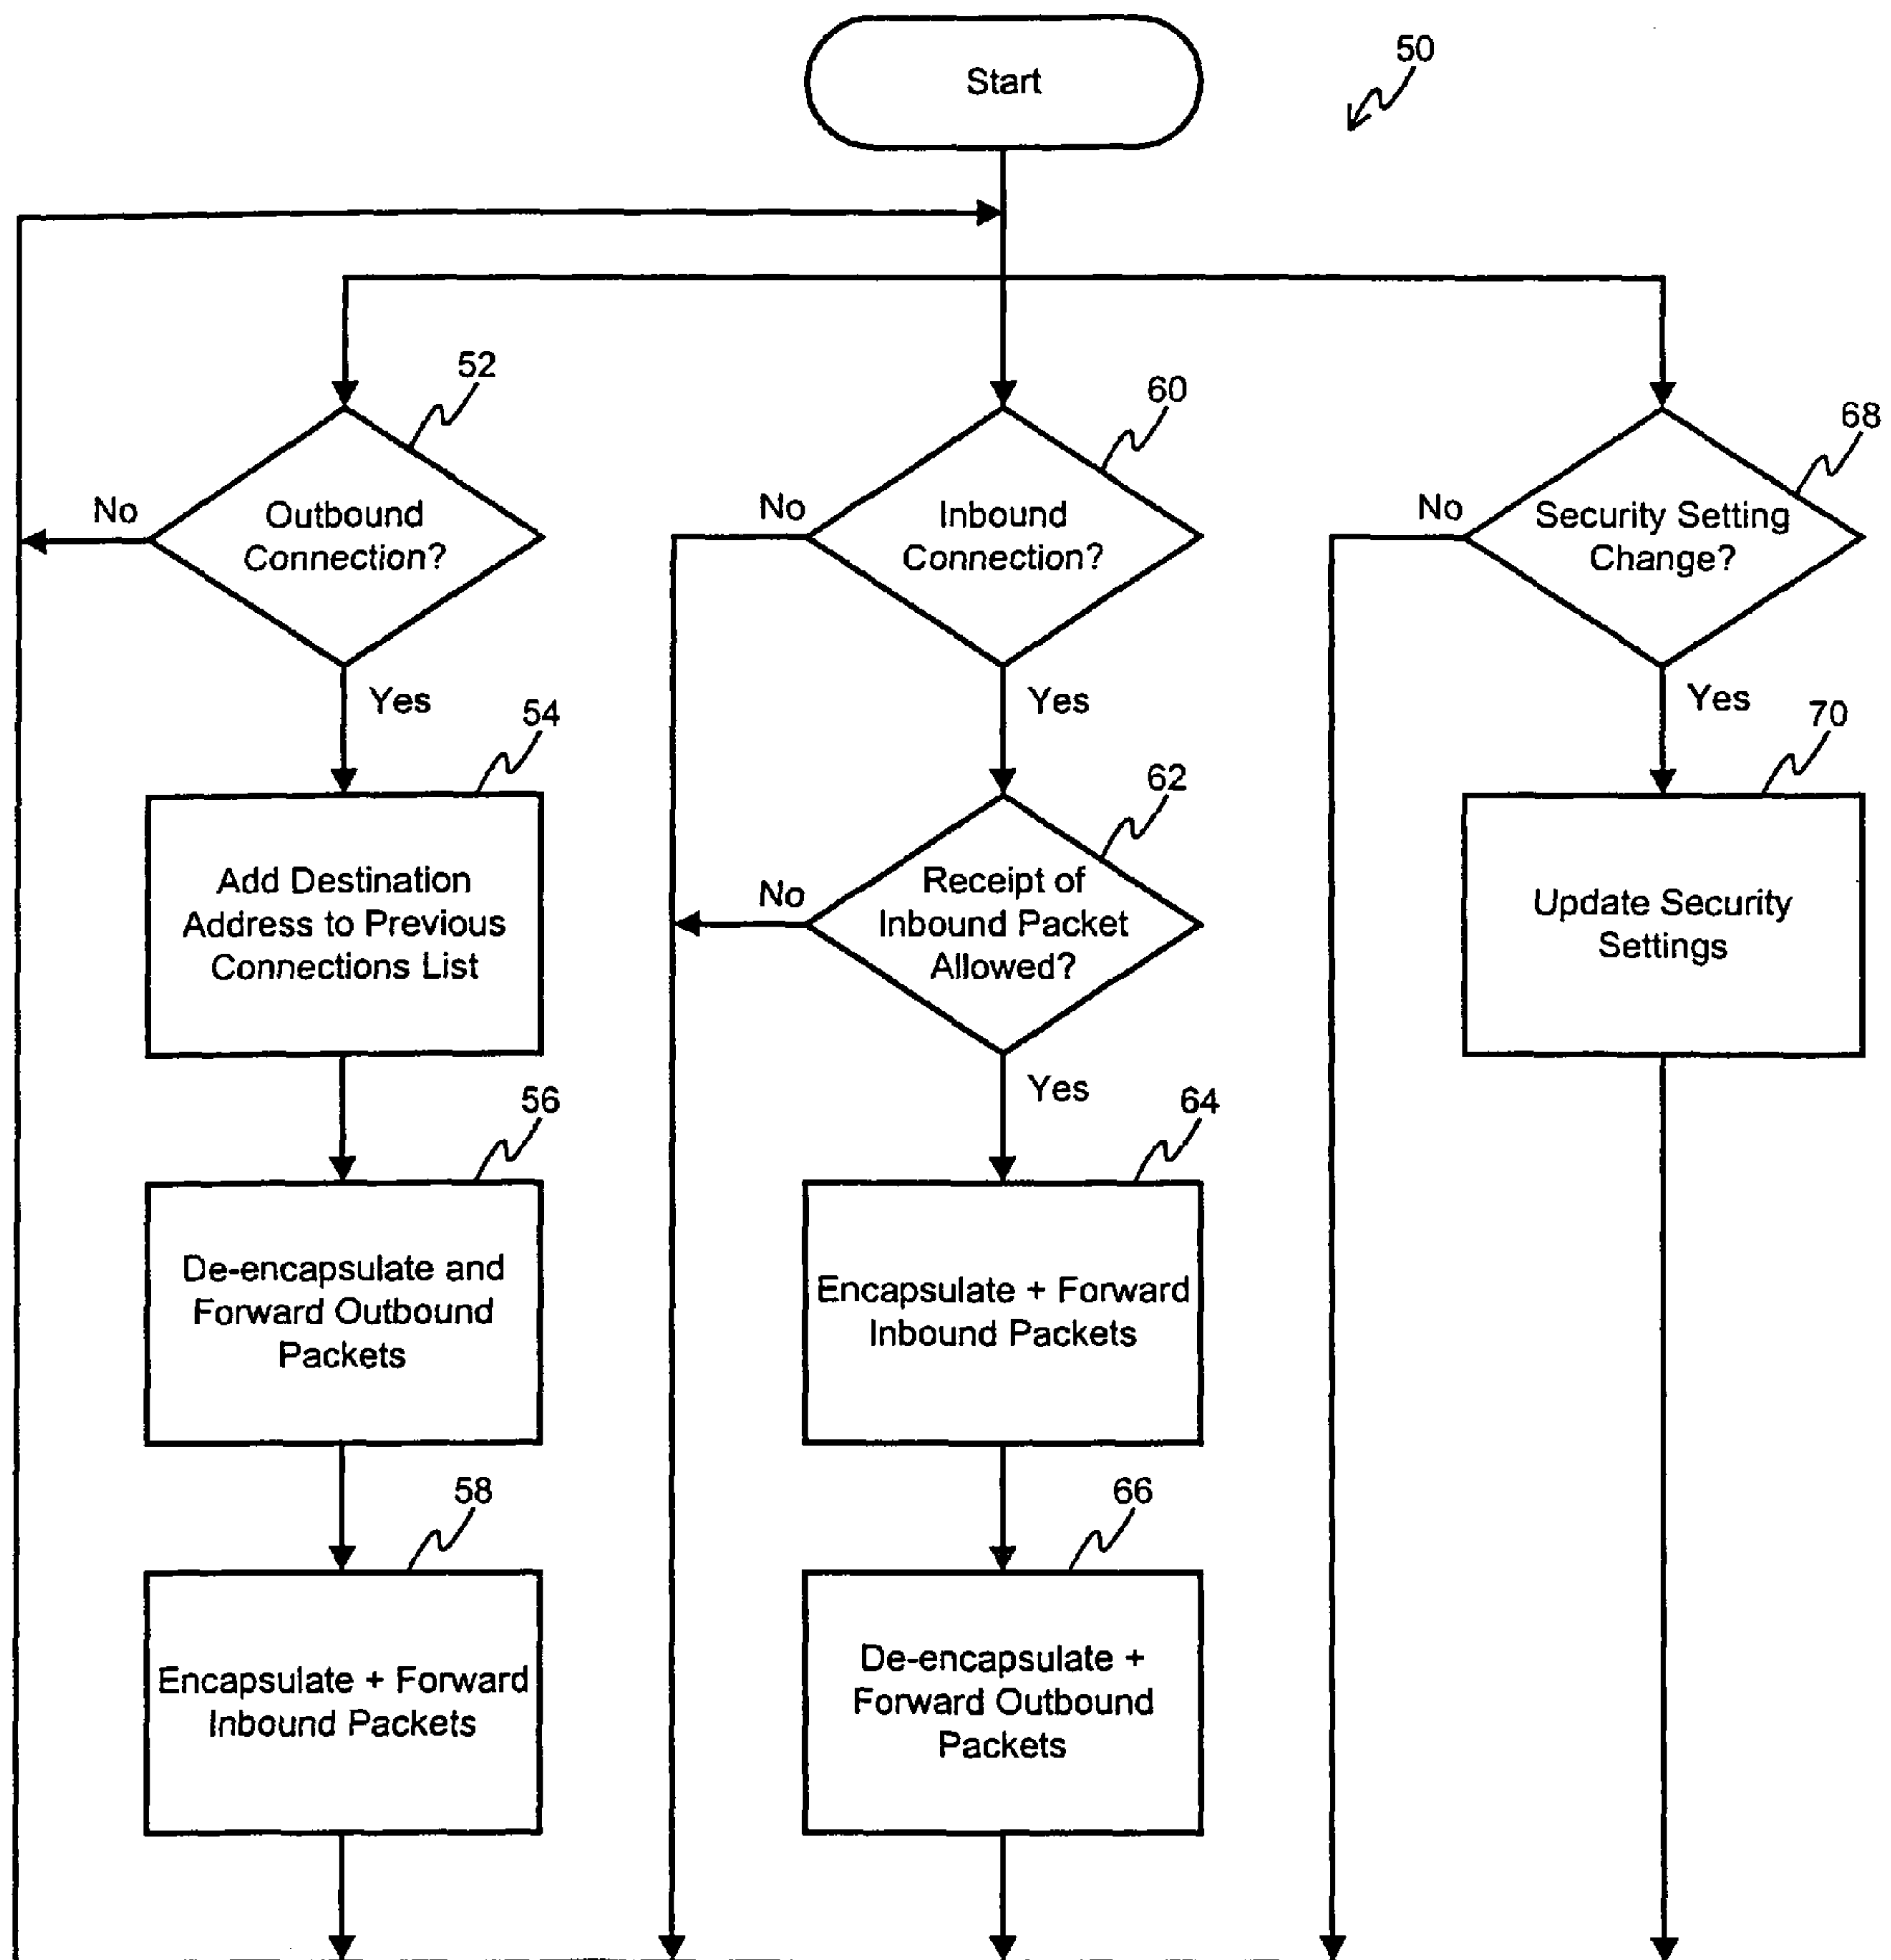 Start
50
52
60
68
No
Outbound
Connection?
No
Inbound
Connection?
No
Security Setting
Change?
Yes
Yes
Yes
54
62
70
Add Destination
Address to Previous
Connections List
No
Receipt of
Inbound Packet
Allowed?
Update Security
Settings
Yes
56
64
De-encapsulate and
Forward Outbound
Packets
Encapsulate + Forward
Inbound Packets
58
66
Encapsulate + Forward
Inbound Packets
De-encapsulate +
Forward Outbound
Packets